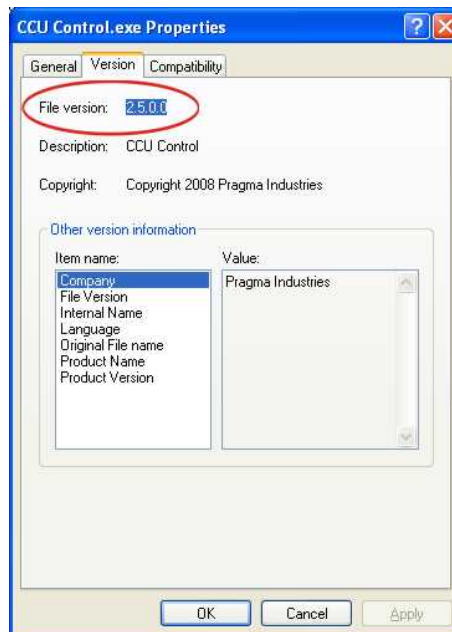 CCU Control.exe Properties
General Version Compatibility
File version: 2.5.0.0
Description: CCU Control
Copyright: Copyright 2008 Pragma Industries
Other version information
Item name: Value:
Company Pragma Industries
File Version
Internal Name
Language
Original File name
Product Name
Product Version
OK Cancel Apply